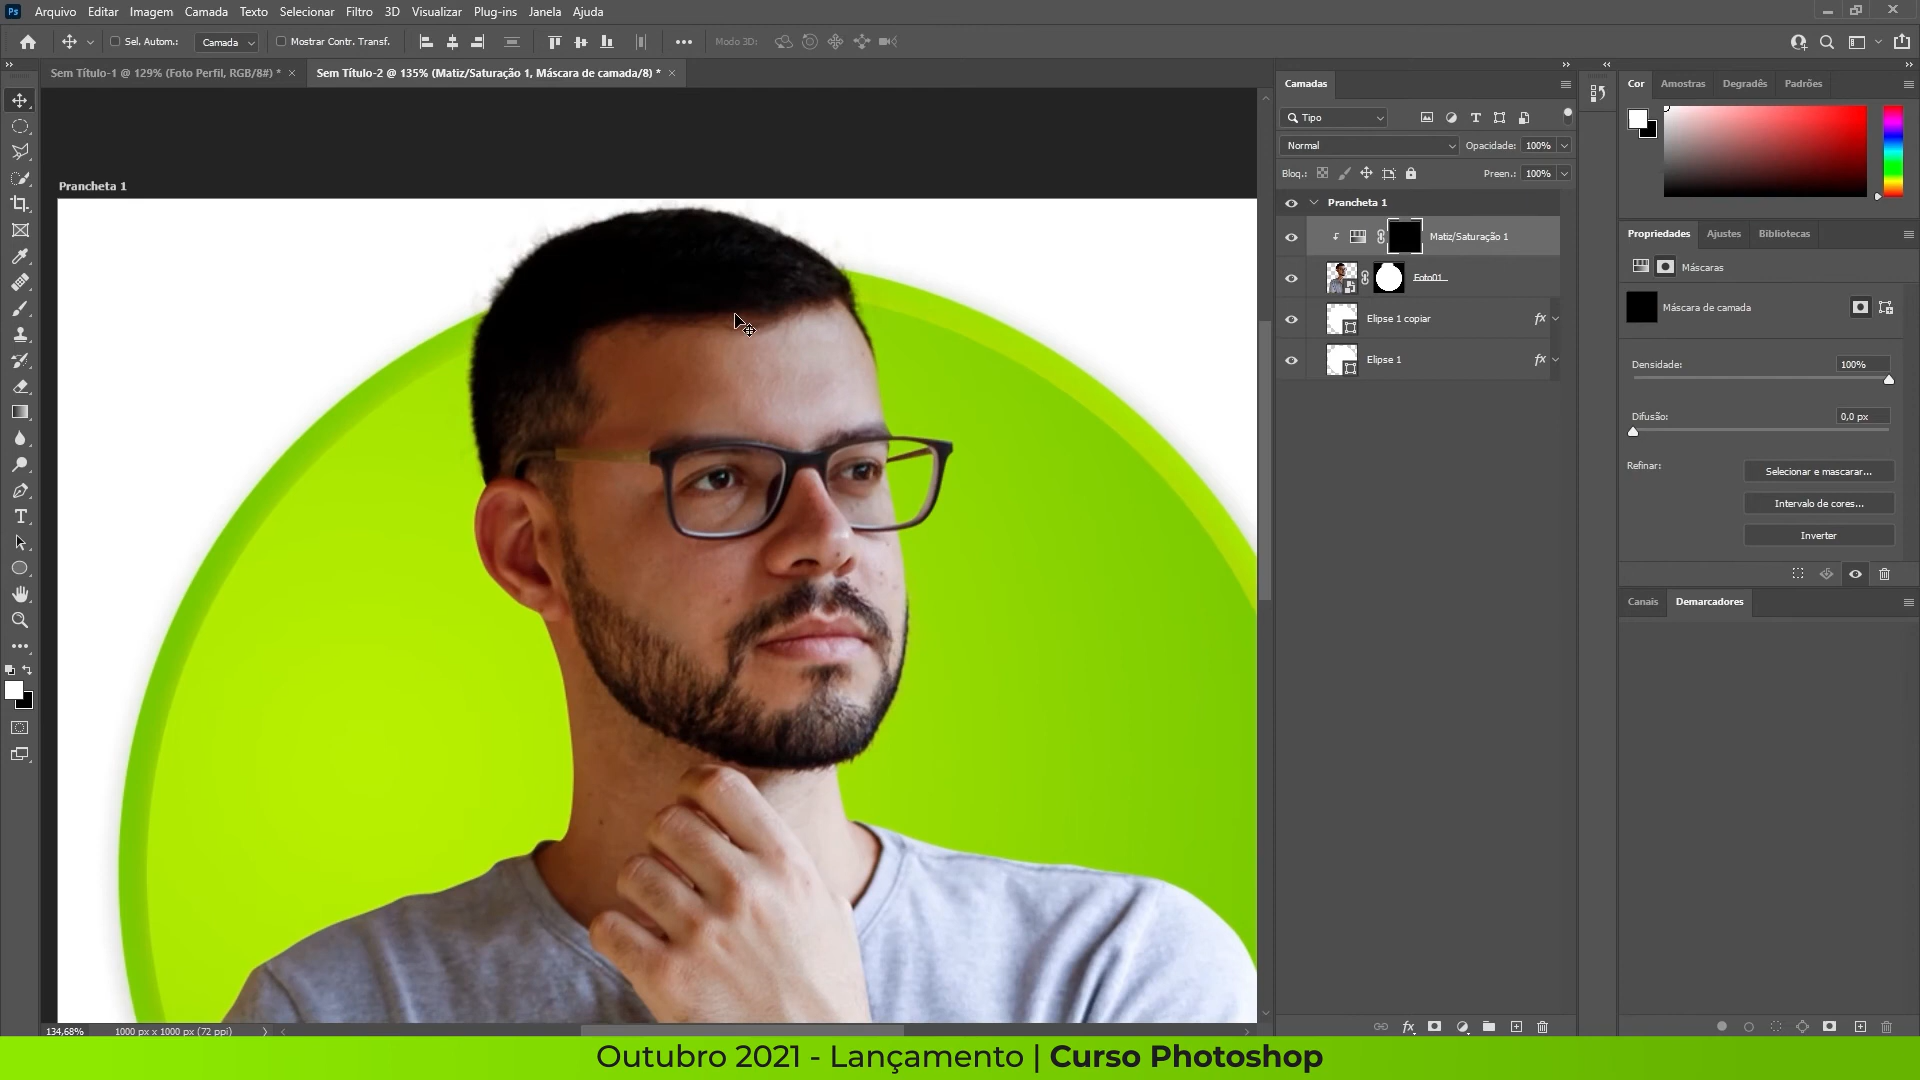 Ps Arquivo Editar Imagem Camada Texto Selecionar Filtro 3D Visualizar Plug-ins Janela Ajuda
Sel. Autom.: Camada Mostrar Contr. Transf. Modo 3D:
Sem Título-1 @ 129% (Foto Perfil, RGB/8#) * Sem Título-2 @ 135% (Matiz/Saturação 1, Máscara de camada/8) *
Prancheta 1
134,68% 1000 px x 1000 px (72 ppi)
Camadas
Tipo
Normal Opacidade: 100%
Bloq.: Preen.: 100%
Prancheta 1
Matiz/Saturação 1
Foto01
Elipse 1 copiar fx
Elipse 1 fx
fx
Cor Amostras Degradês Padrões
Propriedades Ajustes Bibliotecas
Máscaras
Máscara de camada
Densidade: 100%
Difusão: 0,0 px
Refinar: Selecionar e mascarar...
Intervalo de cores...
Inverter
Canais Demarcadores
Outubro 2021 - Lançamento | Curso Photoshop